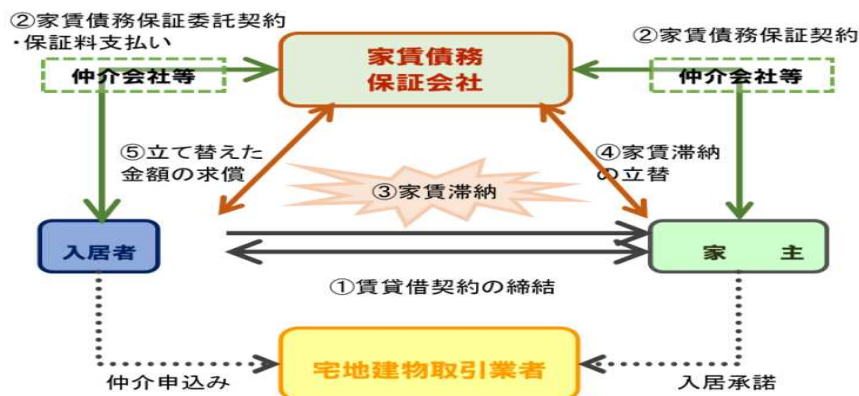 ②家賃債務保証委託契約
・保証料支払い
仲介会社等
家賃債務
保証会社
②家賃債務保証契約
仲介会社等
⑤立て替えた
金額の求償
③家賃滞納
④家賃滞納
の立替
入居者
家　主
①賃貸借契約の締結
仲介申込み
宅地建物取引業者
入居承諾